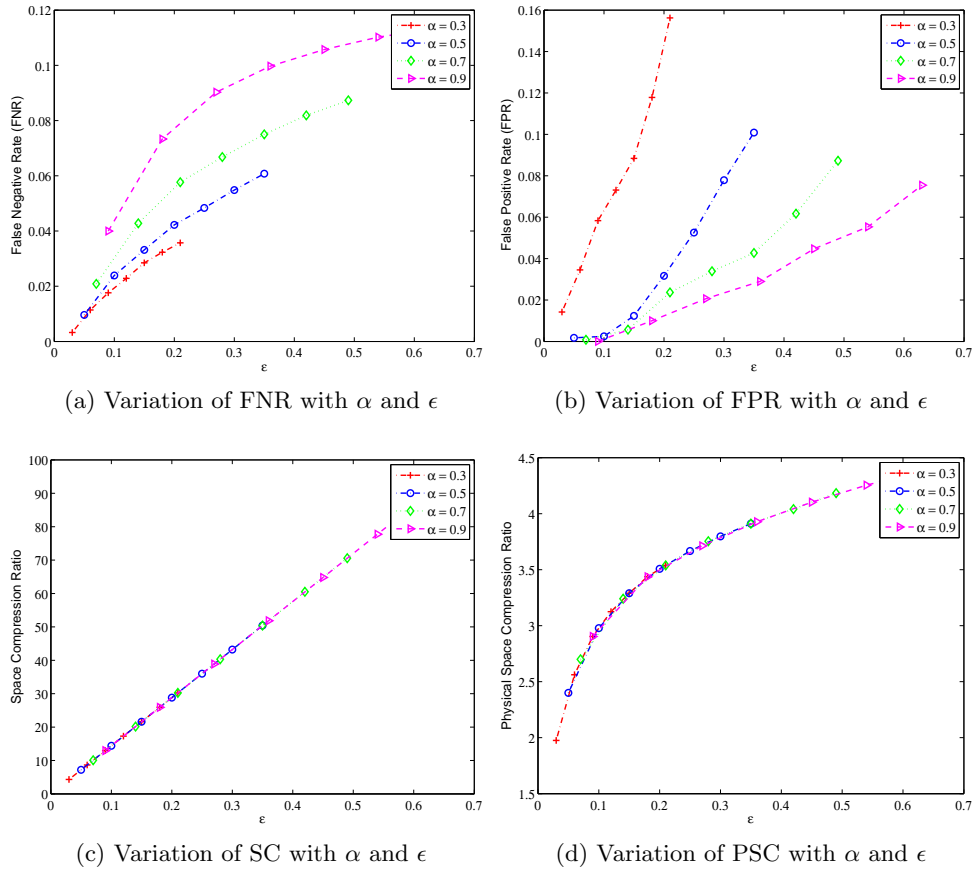 0.12
0.1
0.08
0.06
0.04
0.02
0
False Negative Rate (FNR)
0 0.1 0.2 0.3 0.4 0.5 0.6 0.7
ε
α = 0.3
α = 0.5
α = 0.7
α = 0.9
(a) Variation of FNR with α and ϵ
0.16
0.14
0.12
0.1
0.08
0.06
0.04
0.02
0
False Positive Rate (FPR)
0 0.1 0.2 0.3 0.4 0.5 0.6 0.7
ε
α = 0.3
α = 0.5
α = 0.7
α = 0.9
(b) Variation of FPR with α and ϵ
100
90
80
70
60
50
40
30
20
10
0
Space Compression Ratio
0 0.1 0.2 0.3 0.4 0.5 0.6 0.7
ε
α = 0.3
α = 0.5
α = 0.7
α = 0.9
(c) Variation of SC with α and ϵ
4.5
4
3.5
3
2.5
2
1.5
Physical Space Compression Ratio
0 0.1 0.2 0.3 0.4 0.5 0.6 0.7
ε
α = 0.3
α = 0.5
α = 0.7
α = 0.9
(d) Variation of PSC with α and ϵ